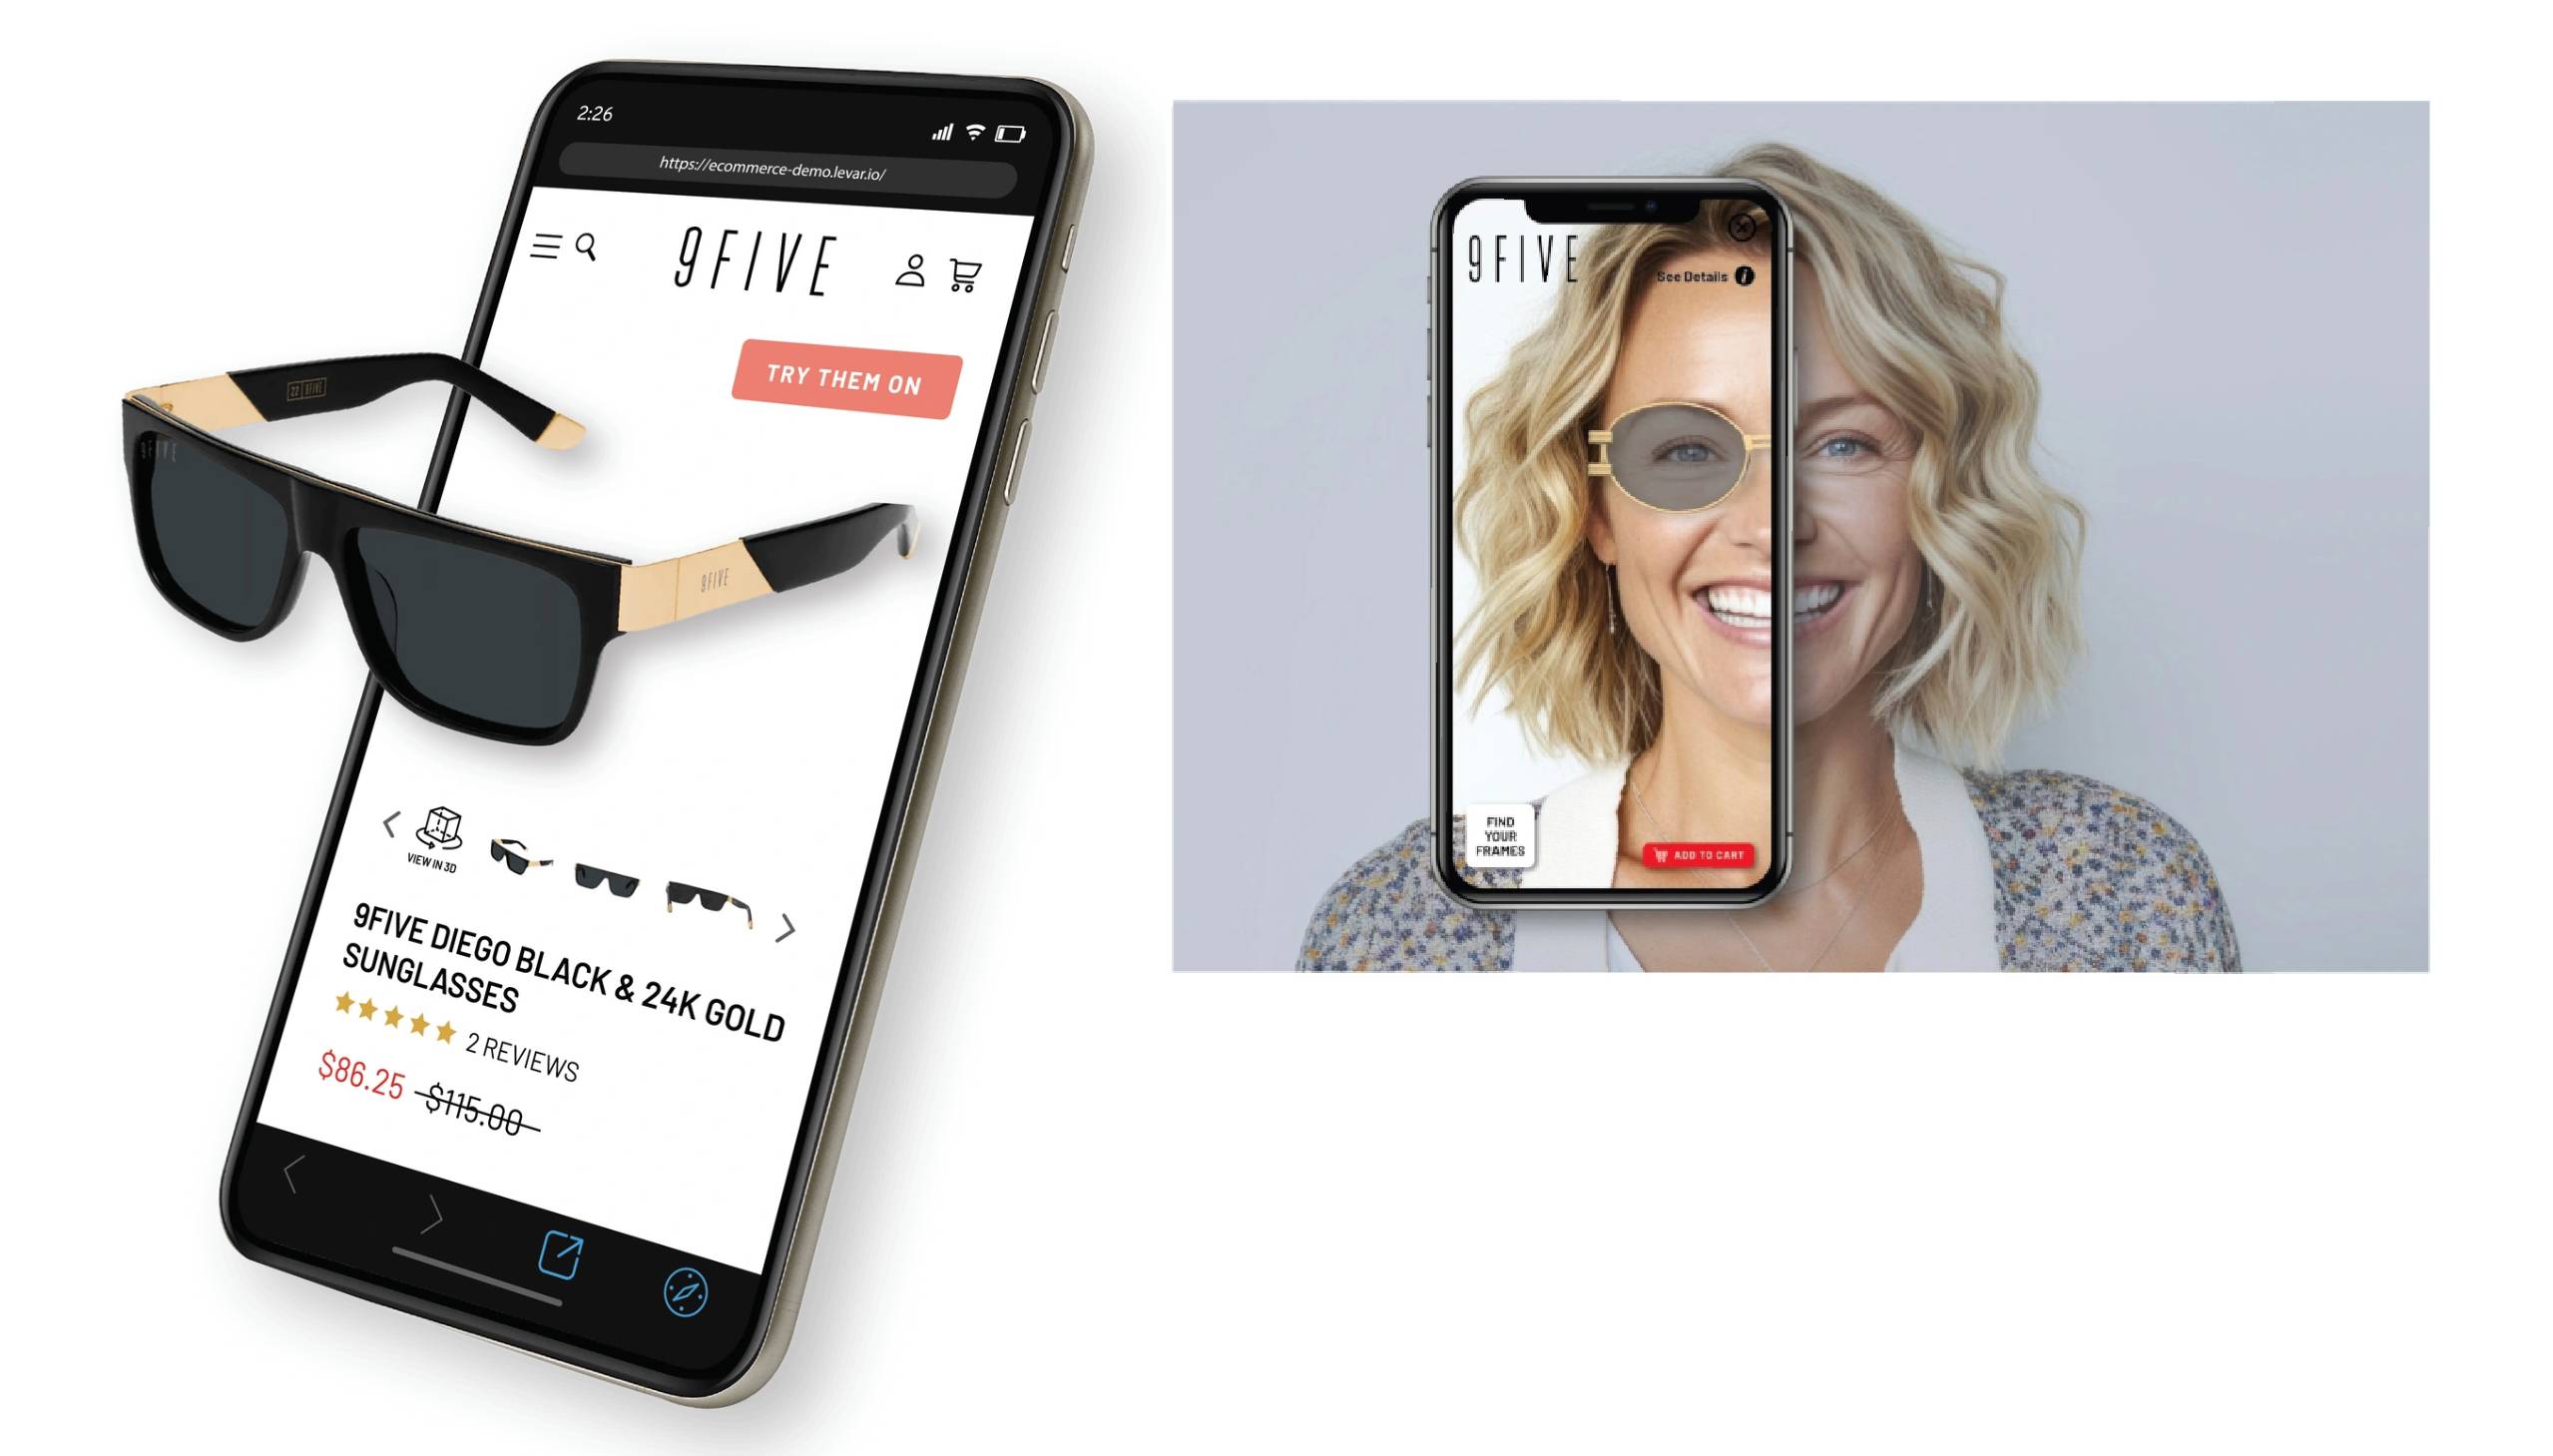 2:26
https://ecommerce-demo.levar.io/
9FIVE
TRY THEM ON
9FIVE
VIEW IN 3D
9FIVE DIEGO BLACK & 24K GOLD
SUNGLASSES
2 REVIEWS
$86.25 $115.00
9FIVE
See Details
FIND
YOUR
FRAMES
ADD TO CART